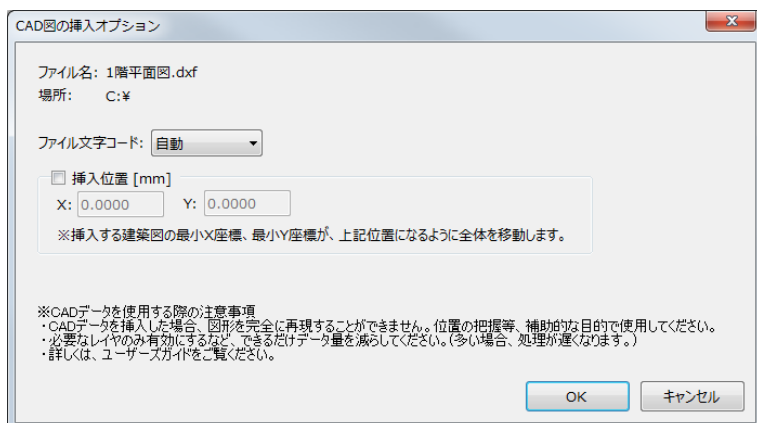 CAD図の挿入オプション
ファイル名: 1階平面図.dxf
場所: C:¥
ファイル文字コード: 自動
挿入位置 [mm]
X: 0.0000 Y: 0.0000
※挿入する建築図の最小X座標、最小Y座標が、上記位置になるように全体を移動します。
※CADデータを使用する際の注意事項
・CADデータを挿入した場合、図形を完全に再現することができません。位置の把握等、補助的な目的で使用してください。
・必要なレイヤのみ有効にするなど、できるだけデータ量を減らしてください。(多い場合、処理が遅くなります。)
・詳しくは、ユーザーズガイドをご覧ください。
OK キャンセル